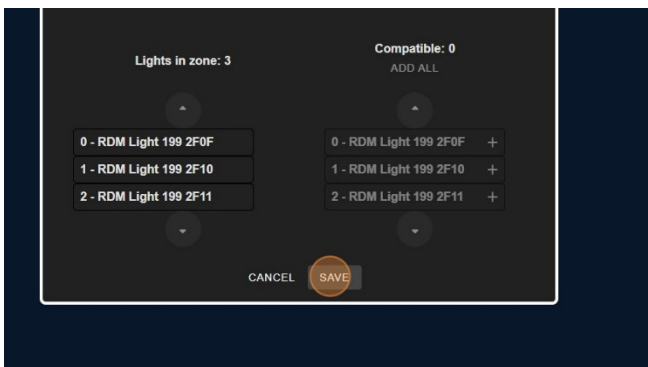 Lights in zone: 3
0 - RDM Light 199 2F0F
1 - RDM Light 199 2F10
2 - RDM Light 199 2F11
Compatible: 0
ADD ALL
0 - RDM Light 199 2F0F +
1 - RDM Light 199 2F10 +
2 - RDM Light 199 2F11 +
CANCEL SAVE